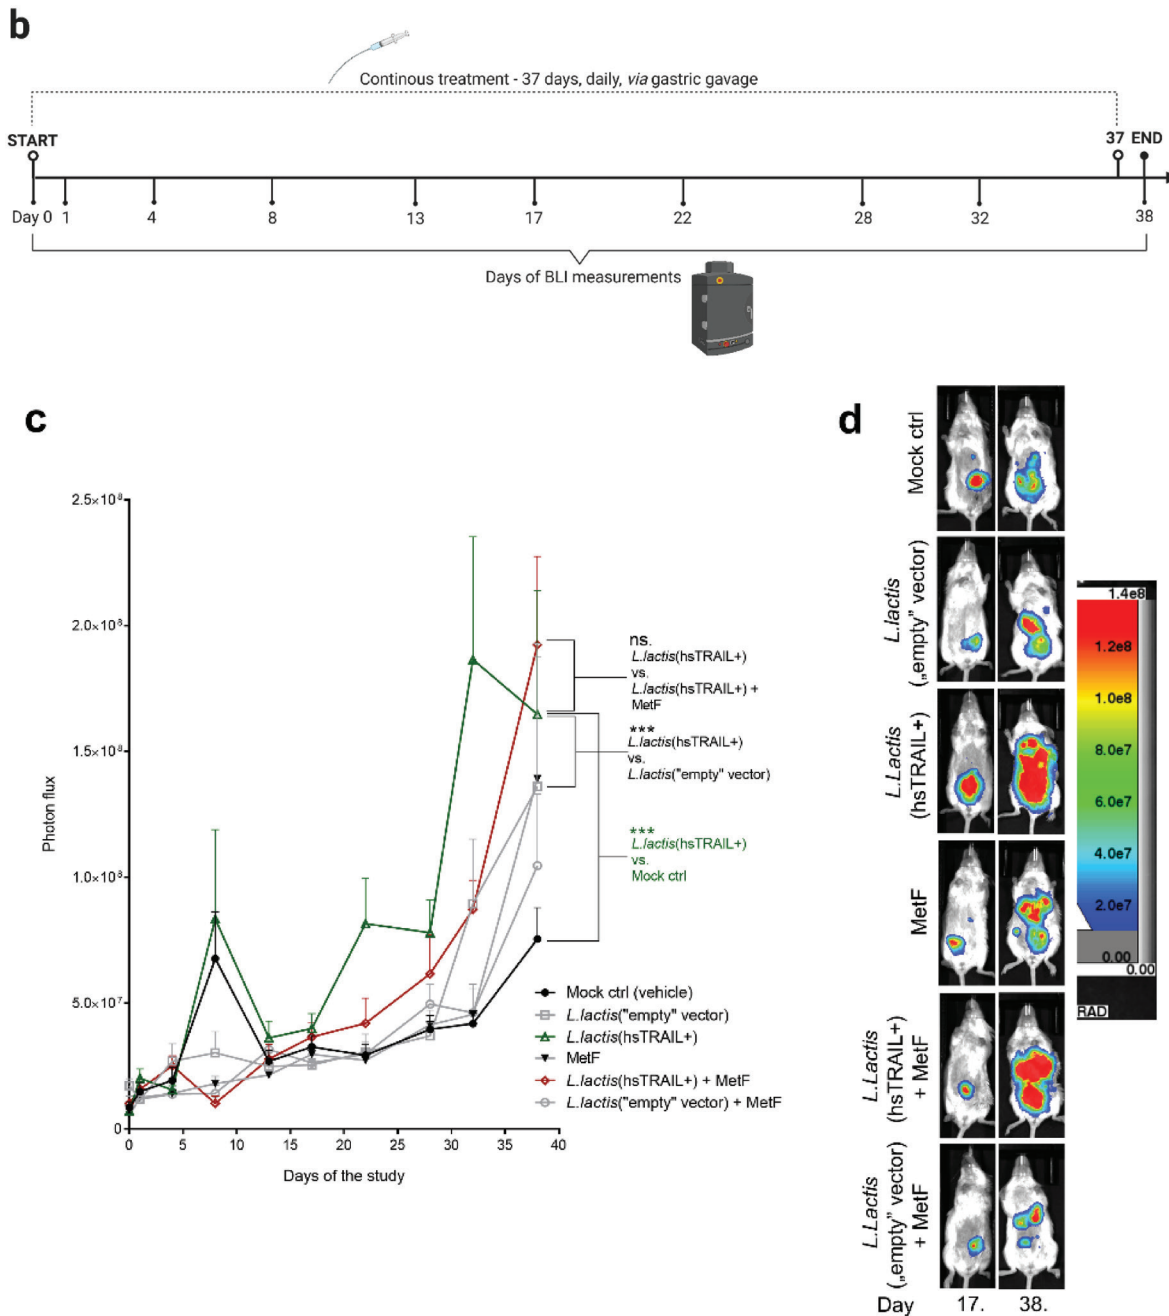 b
Continous treatment - 37 days, daily, via gastric gavage
START
37 END
Day 0 1 4 8 13 17 22 28 32 38
Days of BLI measurements
c
2.5×10⁸
2.0×10⁸
1.5×10⁸
1.0×10⁸
5.0×10⁷
0
Photon flux
0 5 10 15 20 25 30 35 40
Days of the study
ns.
L.lactis(hsTRAIL+)
vs.
L.lactis(hsTRAIL+) +
MetF
***
L.lactis(hsTRAIL+)
vs.
L.lactis("empty" vector)
***
L.lactis(hsTRAIL+)
vs.
Mock ctrl
Mock ctrl (vehicle)
L.lactis("empty" vector)
L.lactis(hsTRAIL+)
MetF
L.lactis(hsTRAIL+) + MetF
L.lactis("empty" vector) + MetF
d
Mock ctrl
L.lactis
(„empty" vector)
L.Lactis
(hsTRAIL+)
MetF
L.Lactis
(hsTRAIL+)
+ MetF
L.Lactis
(„empty" vector)
+ MetF
Day 17. 38.
1.4e8
1.2e8
1.0e8
8.0e7
6.0e7
4.0e7
2.0e7
0.00
0.00
RAD